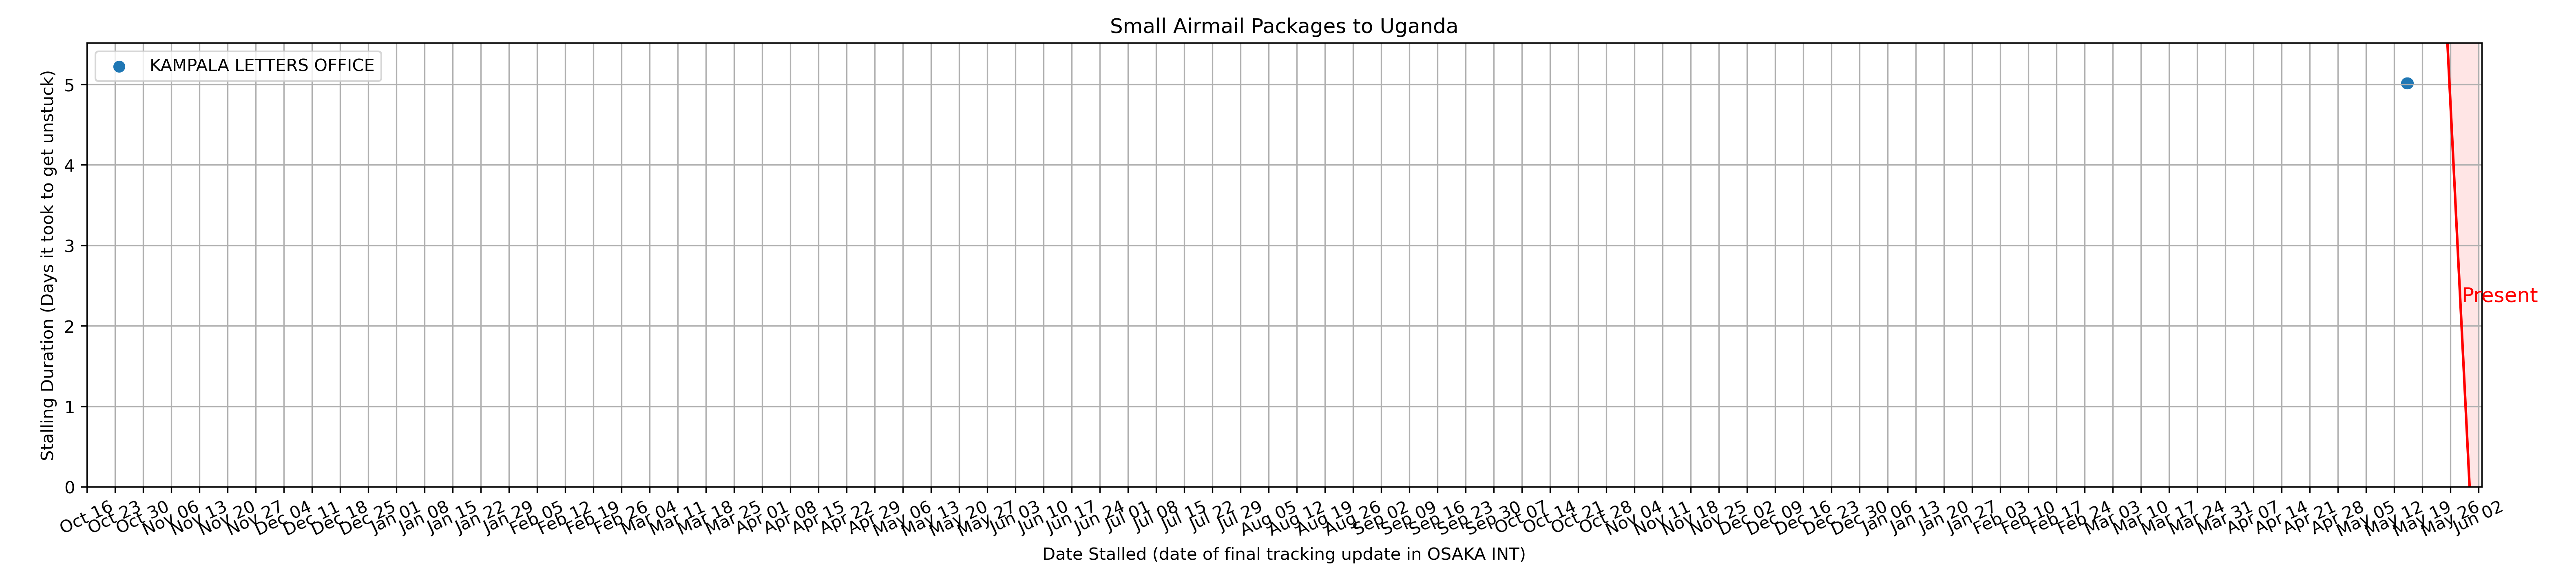 Small Airmail Packages to Uganda
KAMPALA LETTERS OFFICE
Stalling Duration (Days it took to get unstuck)
5
4
3
2
1
0
Present
Oct 16 Oct 23 Oct 30 Nov 06 Nov 13 Nov 20 Nov 27 Dec 04 Dec 11 Dec 18 Dec 25 Jan 01 Jan 08 Jan 15 Jan 22 Jan 29 Feb 05 Feb 12 Feb 19 Feb 26 Mar 04 Mar 11 Mar 18 Mar 25 Apr 01 Apr 08 Apr 15 Apr 22 Apr 29 May 06 May 13 May 20 May 27 Jun 03 Jun 10 Jun 17 Jun 24 Jul 01 Jul 08 Jul 15 Jul 22 Jul 29 Aug 05 Aug 12 Aug 19 Aug 26 Sep 02 Sep 09 Sep 16 Sep 23 Sep 30 Oct 07 Oct 14 Oct 21 Oct 28 Nov 04 Nov 11 Nov 18 Nov 25 Dec 02 Dec 09 Dec 16 Dec 23 Dec 30 Jan 06 Jan 13 Jan 20 Jan 27 Feb 03 Feb 10 Feb 17 Feb 24 Mar 03 Mar 10 Mar 17 Mar 24 Mar 31 Apr 07 Apr 14 Apr 21 Apr 28 May 05 May 12 May 19 May 26 Jun 02
Date Stalled (date of final tracking update in OSAKA INT)